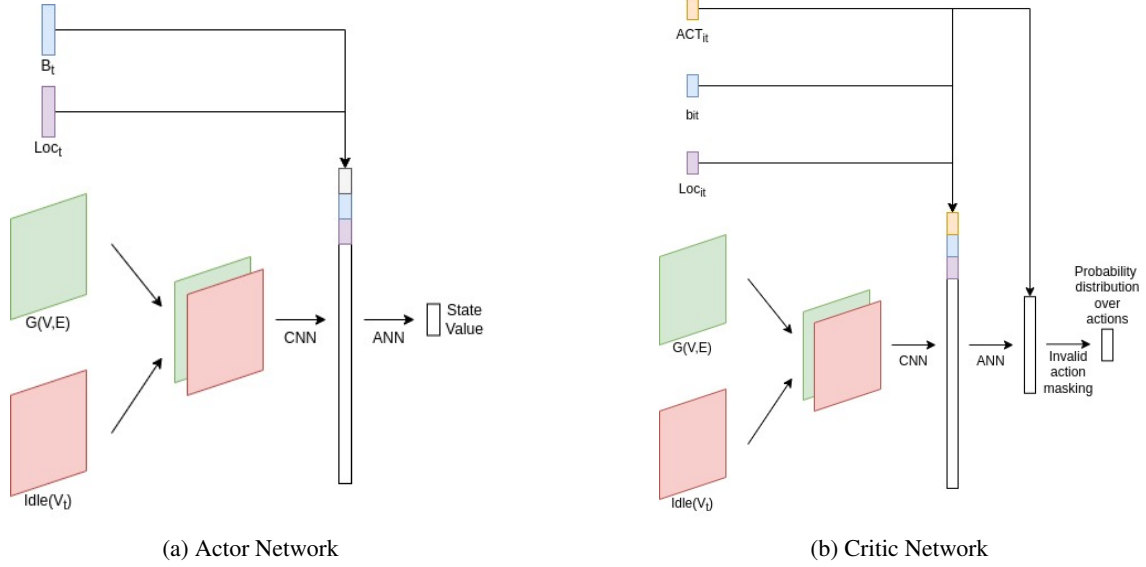 B_t
Loc_t
G(V,E)
Idle(V_t)
CNN
ANN
State
Value
(a) Actor Network
ACT_it
bit
Loc_it
G(V,E)
Idle(V_t)
CNN
ANN
Invalid
action
masking
Probability
distribution
over
actions
(b) Critic Network